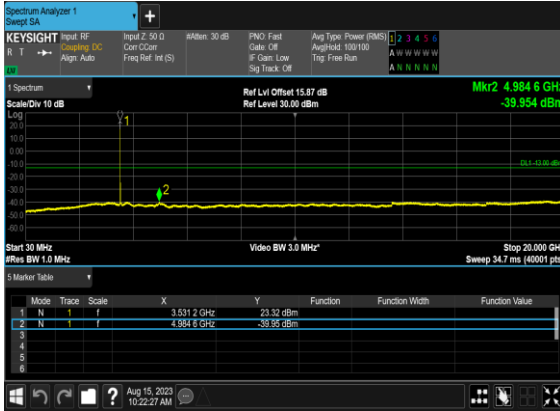 Spectrum Analyzer 1
Swept SA
+
KEYSIGHT
R T
Input: RF
Coupling: DC
Align: Auto
Input Z: 50 Ω
Corr CCorr
Freq Ref: Int (S)
#Atten: 30 dB
PNO: Fast
Gate: Off
IF Gain: Low
Sig Track: Off
Avg Type: Power (RMS)
Avg|Hold: 100/100
Trig: Free Run
1 2 3 4 5 6
A W W W W W
A N N N N N
1 Spectrum
Scale/Div 10 dB
Ref Lvl Offset 15.87 dB
Ref Level 30.00 dBm
Mkr2 4.984 6 GHz
-39.954 dBm
Log
20.0
10.0
0.00
-10.0
-20.0
-30.0
-40.0
-50.0
-60.0
1
2
DL1 -13.00 dBm
Start 30 MHz
#Res BW 1.0 MHz
Video BW 3.0 MHz*
Stop 20.000 GHz
Sweep 34.7 ms (40001 pts)
5 Marker Table
Mode Trace Scale X Y Function Function Width Function Value
1 N 1 f 3.531 2 GHz 23.32 dBm
2 N 1 f 4.984 6 GHz -39.95 dBm
3
4
5
6
?
Aug 15, 2023
10:22:27 AM